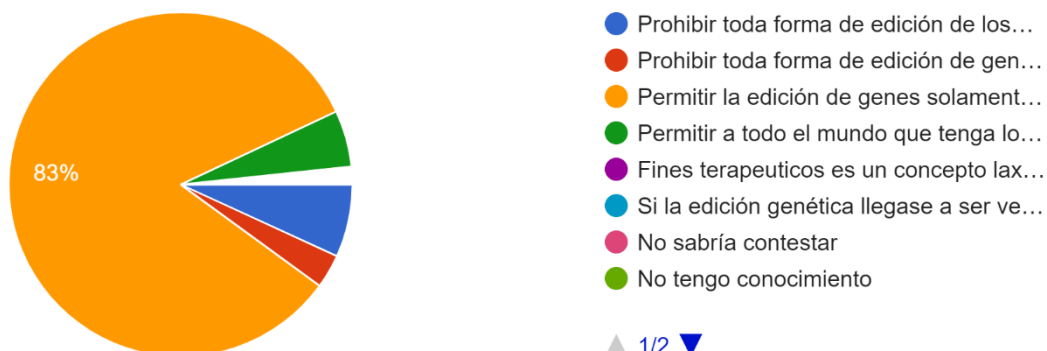 83%
Prohibir toda forma de edición de los…
Prohibir toda forma de edición de gen…
Permitir la edición de genes solament…
Permitir a todo el mundo que tenga lo…
Fines terapeuticos es un concepto lax…
Si la edición genética llegase a ser ve…
No sabría contestar
No tengo conocimiento
1/2